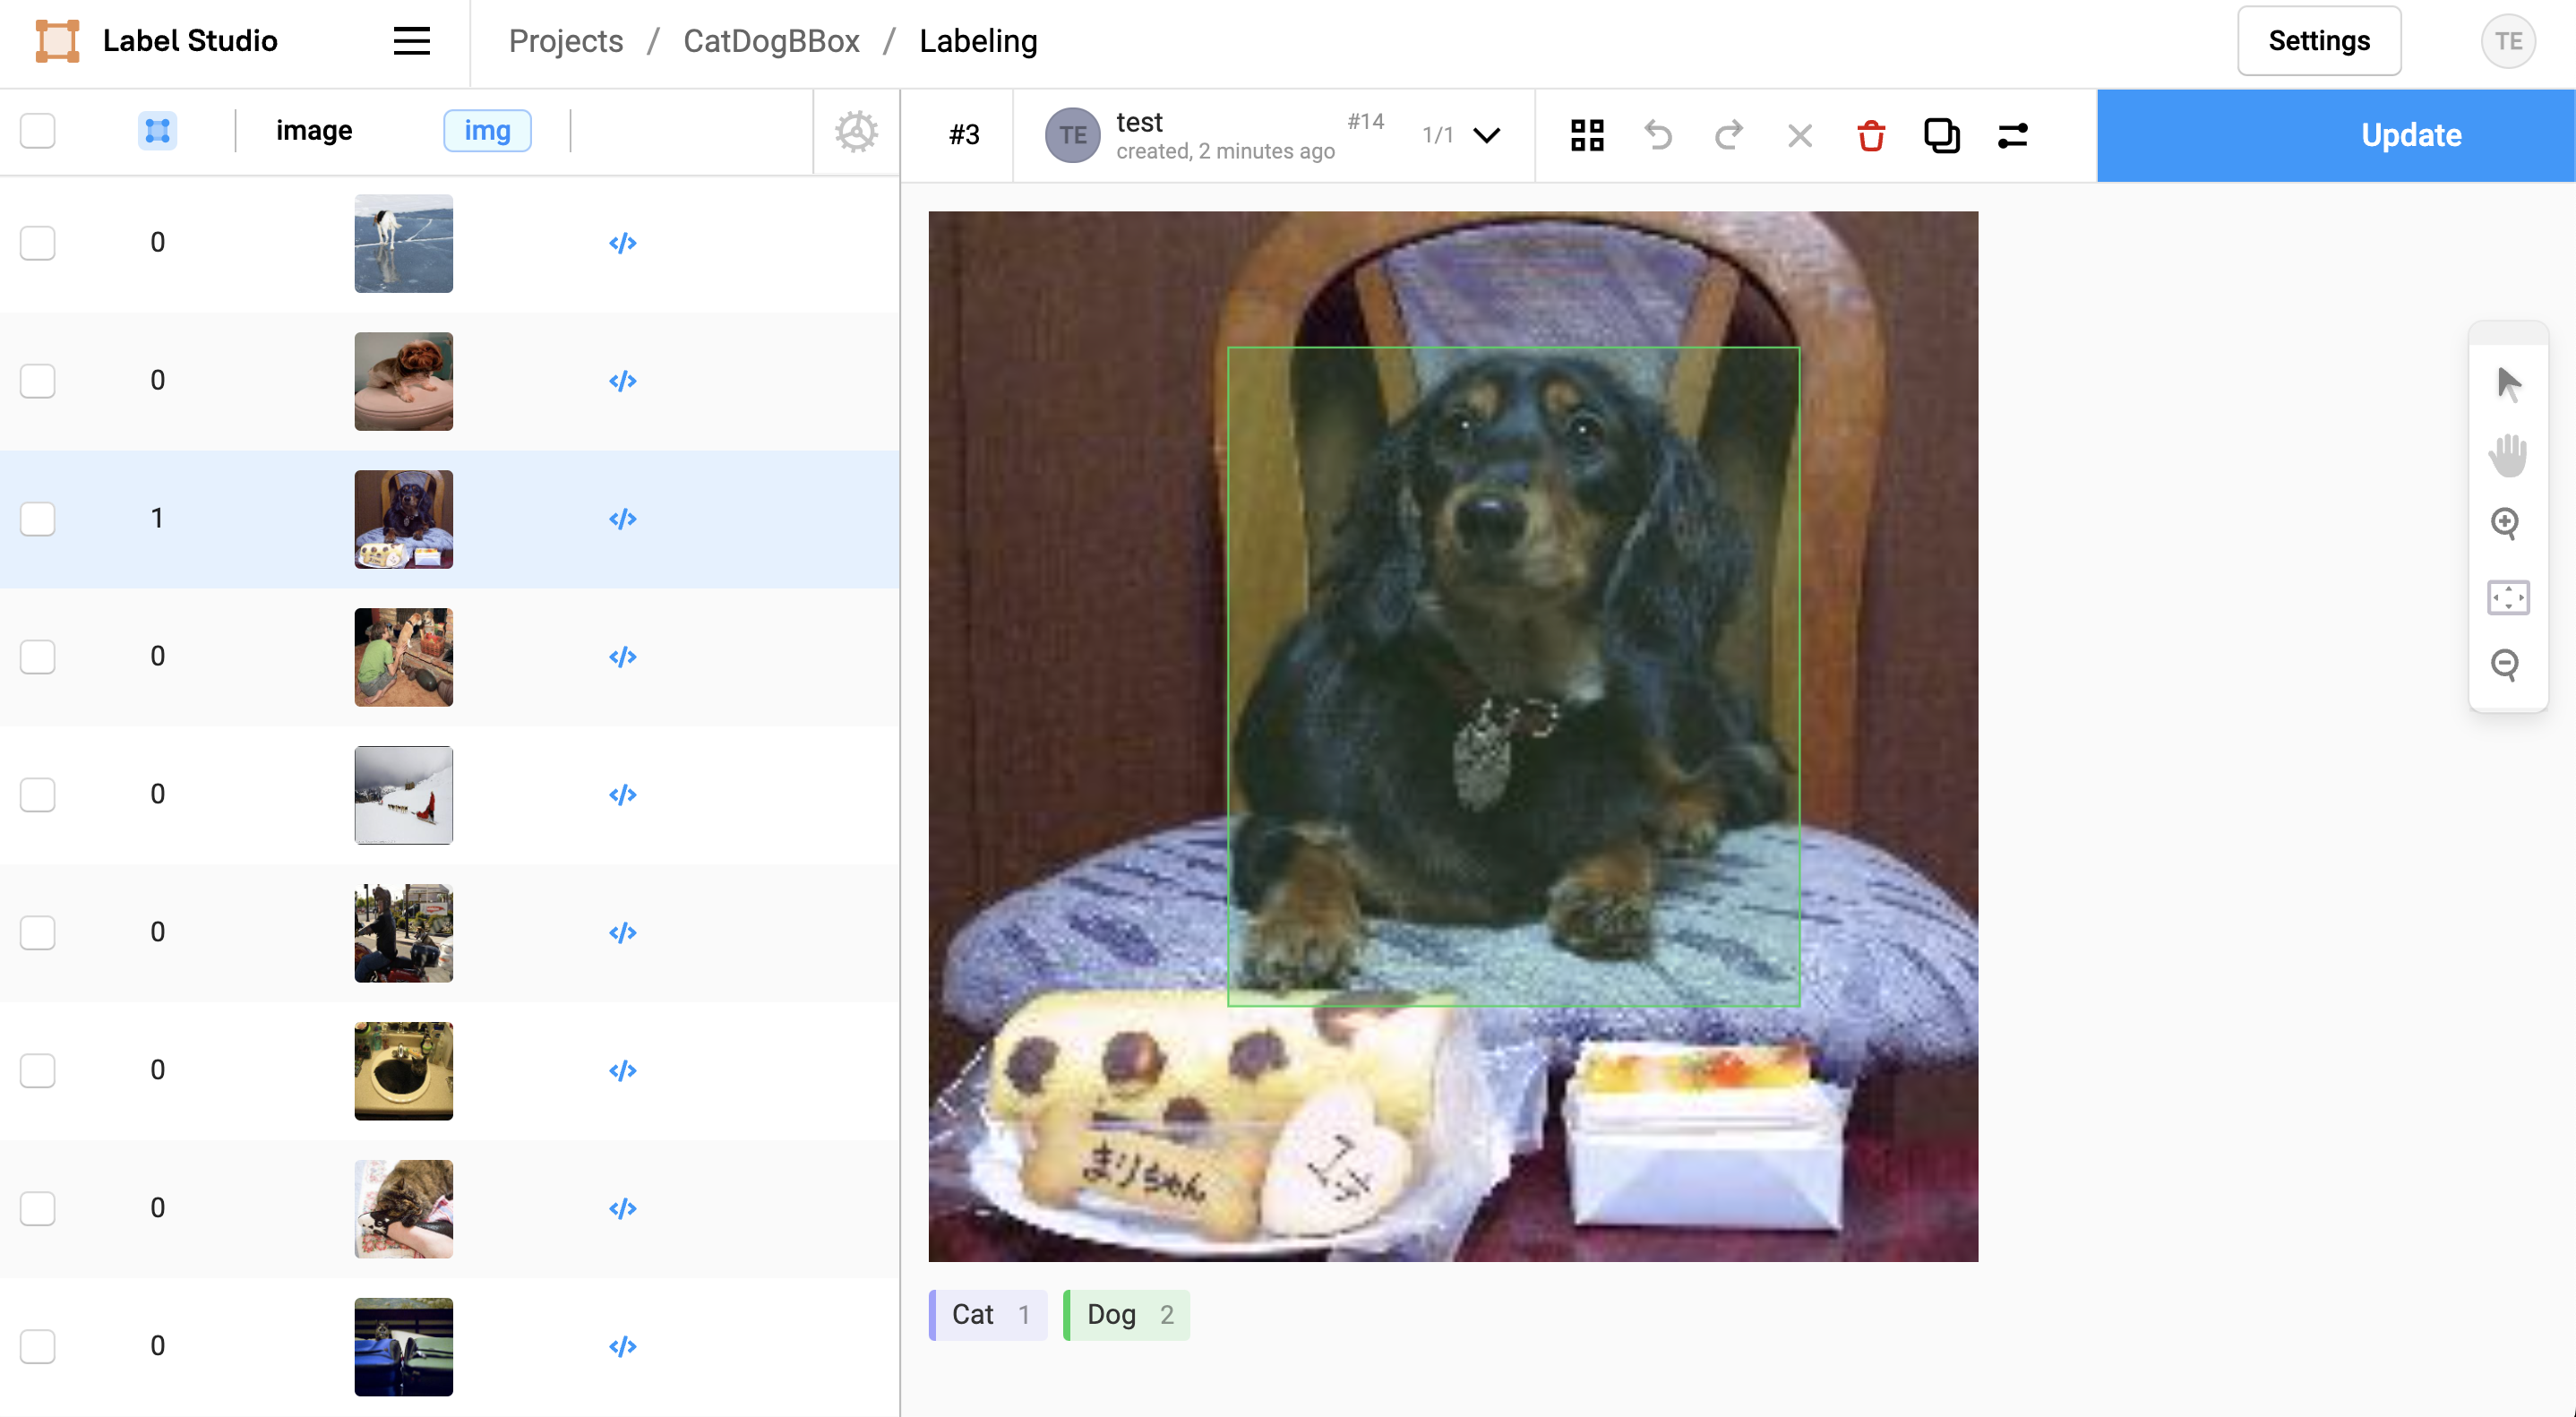 Label Studio
Projects / CatDogBBox / Labeling
Settings
TE
image
img
#3
TE
test
#14
created, 2 minutes ago
1/1
Update
0
0
1
0
0
0
0
0
0
まりちゃん
Cat 1
Dog 2